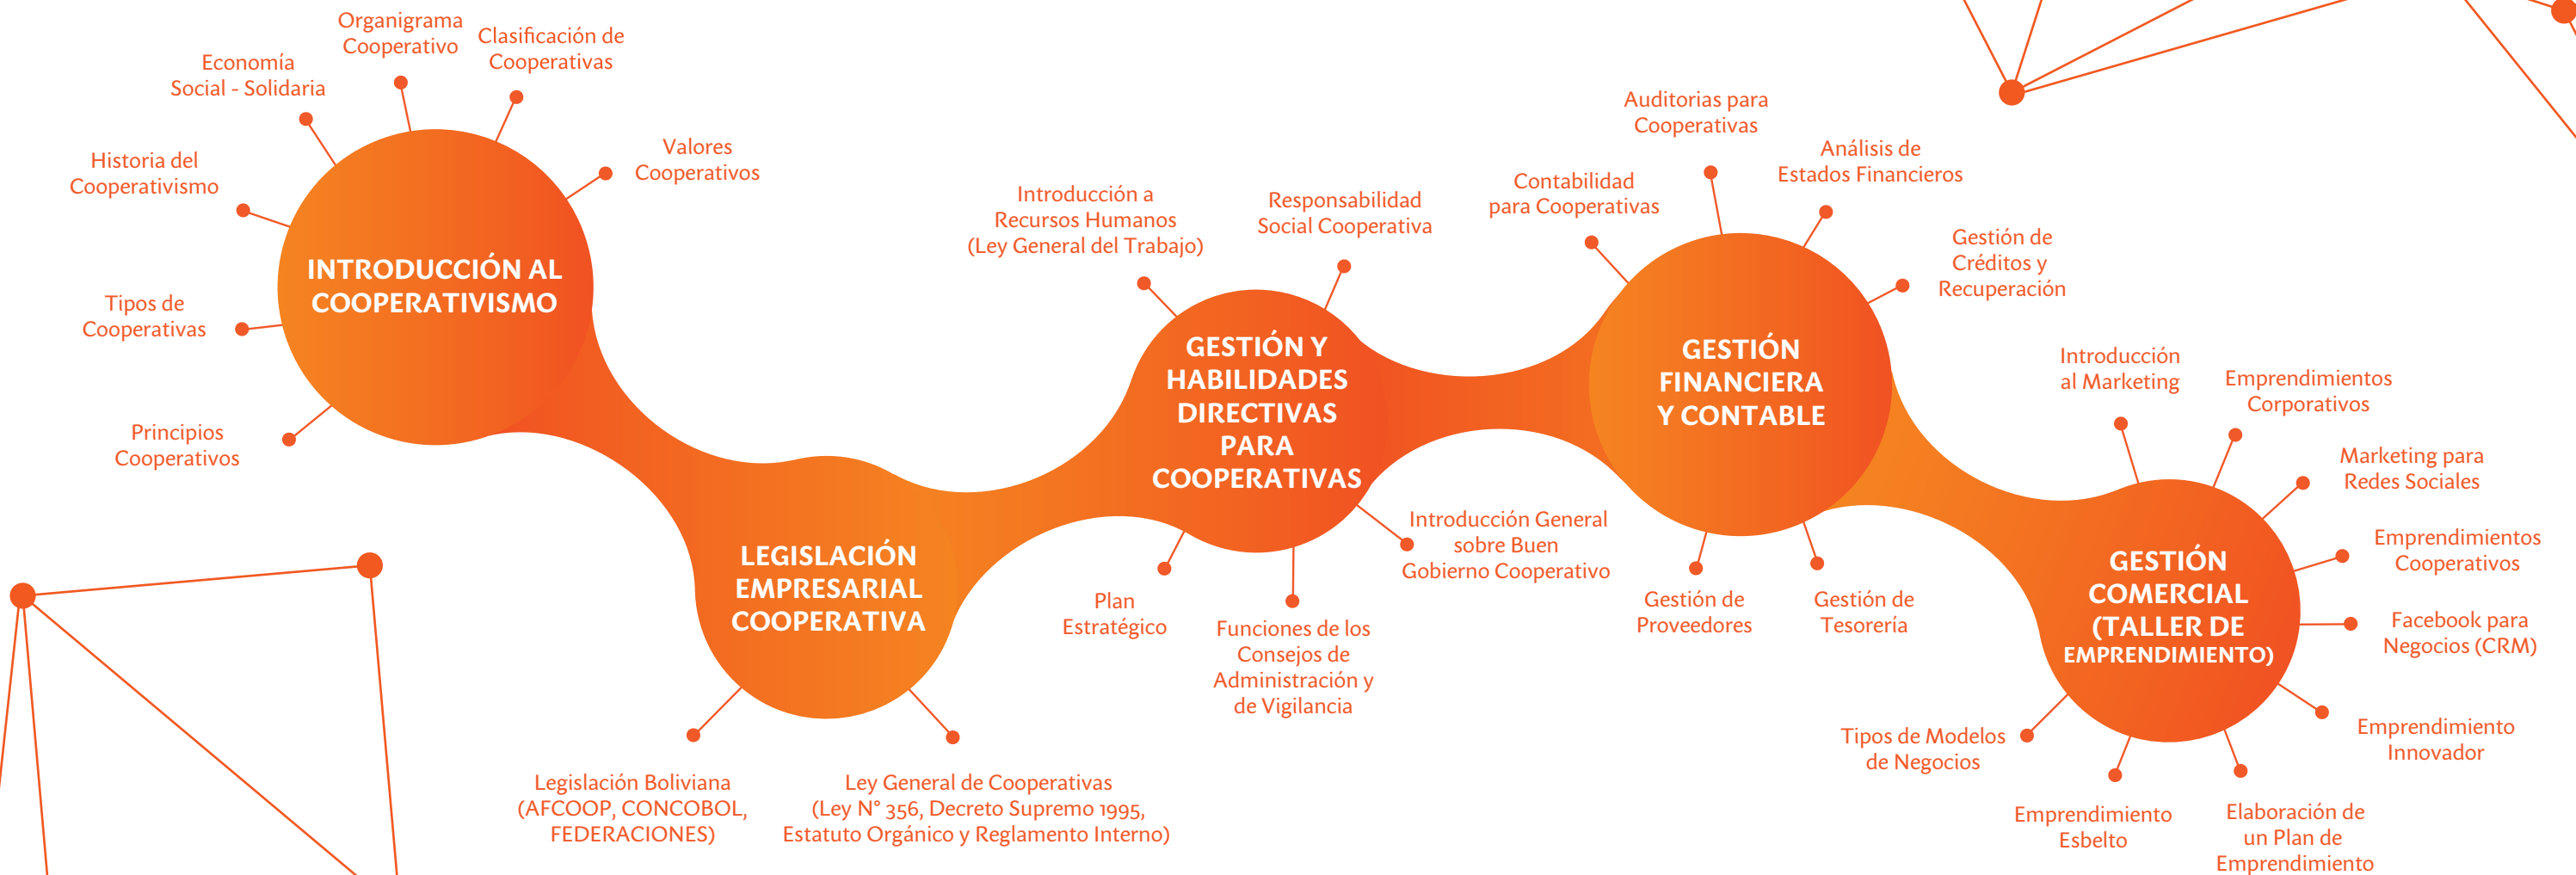 Organigrama
Cooperativo
Clasificación de
Cooperativas
Economía
Social - Solidaria
Valores
Cooperativos
Historia del
Cooperativismo
INTRODUCCIÓN AL
COOPERATIVISMO
Tipos de
Cooperativas
Principios
Cooperativos
LEGISLACIÓN
EMPRESARIAL
COOPERATIVA
Legislación Boliviana
(AFCOOP, CONCOBOL,
FEDERACIONES)
Ley General de Cooperativas
(Ley N° 356, Decreto Supremo 1995,
Estatuto Orgánico y Reglamento Interno)
Introducción a
Recursos Humanos
(Ley General del Trabajo)
Responsabilidad
Social Cooperativa
GESTIÓN Y
HABILIDADES
DIRECTIVAS
PARA
COOPERATIVAS
Introducción General
sobre Buen
Gobierno Cooperativo
Plan
Estratégico
Funciones de los
Consejos de
Administración y
de Vigilancia
Auditorias para
Cooperativas
Análisis de
Estados Financieros
Contabilidad
para Cooperativas
Gestión de
Créditos y
Recuperación
GESTIÓN
FINANCIERA
Y CONTABLE
Gestión de
Proveedores
Gestión de
Tesorería
Introducción
al Marketing
Emprendimientos
Corporativos
Marketing para
Redes Sociales
Emprendimientos
Cooperativos
GESTIÓN
COMERCIAL
(TALLER DE
EMPRENDIMIENTO)
Facebook para
Negocios (CRM)
Emprendimiento
Innovador
Tipos de Modelos
de Negocios
Emprendimiento
Esbelto
Elaboración de
un Plan de
Emprendimiento